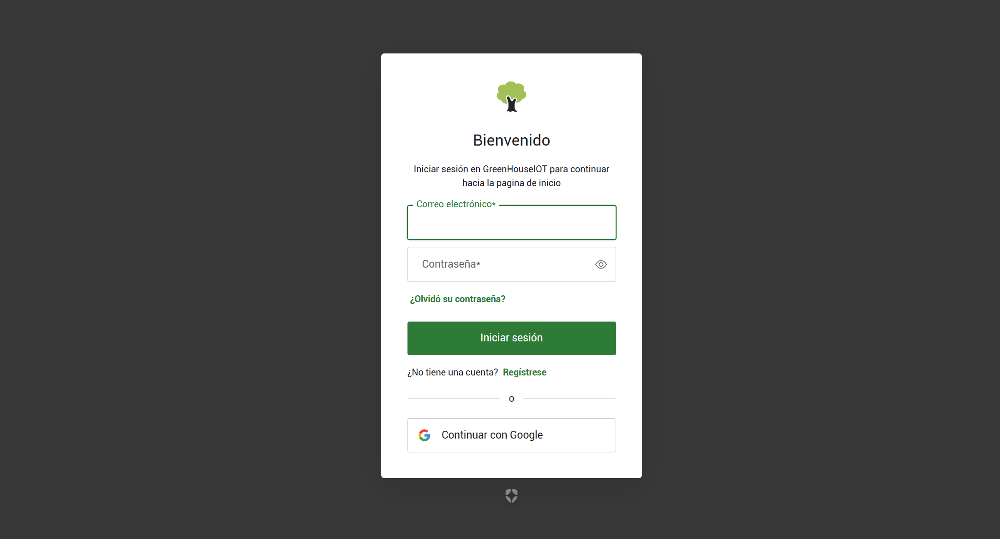 Bienvenido
Iniciar sesión en GreenHouseIOT para continuar
hacia la pagina de inicio
Correo electrónico*
Contraseña*
¿Olvidó su contraseña?
Iniciar sesión
¿No tiene una cuenta? Regístrese
o
Continuar con Google